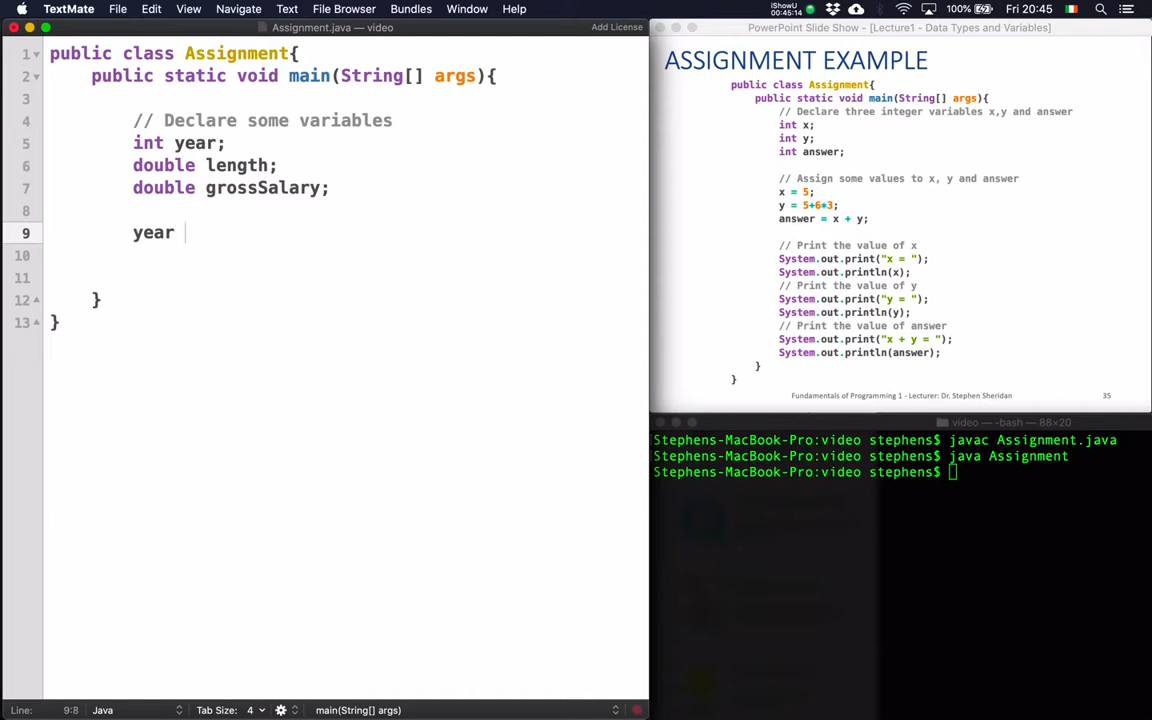 TextMate File Edit View Navigate Text File Browser Bundles Window Help iShowU 00:45:14 100% Fri 20:45
Assignment.java — video Add License
1 public class Assignment{
2 public static void main(String[] args){
3
4 // Declare some variables
5 int year;
6 double length;
7 double grossSalary;
8
9 year
10
11
12 }
13 }
Line: 9:8 Java Tab Size: 4 main(String[] args)
PowerPoint Slide Show - [Lecture1 - Data Types and Variables]
ASSIGNMENT EXAMPLE
public class Assignment{
public static void main(String[] args){
// Declare three integer variables x,y and answer
int x;
int y;
int answer;
// Assign some values to x, y and answer
x = 5;
y = 5+6*3;
answer = x + y;
// Print the value of x
System.out.print("x = ");
System.out.println(x);
// Print the value of y
System.out.print("y = ");
System.out.println(y);
// Print the value of answer
System.out.print("x + y = ");
System.out.println(answer);
}
}
Fundamentals of Programming 1 - Lecturer: Dr. Stephen Sheridan 35
video — -bash — 88×20
Stephens-MacBook-Pro:video stephens$ javac Assignment.java
Stephens-MacBook-Pro:video stephens$ java Assignment
Stephens-MacBook-Pro:video stephens$